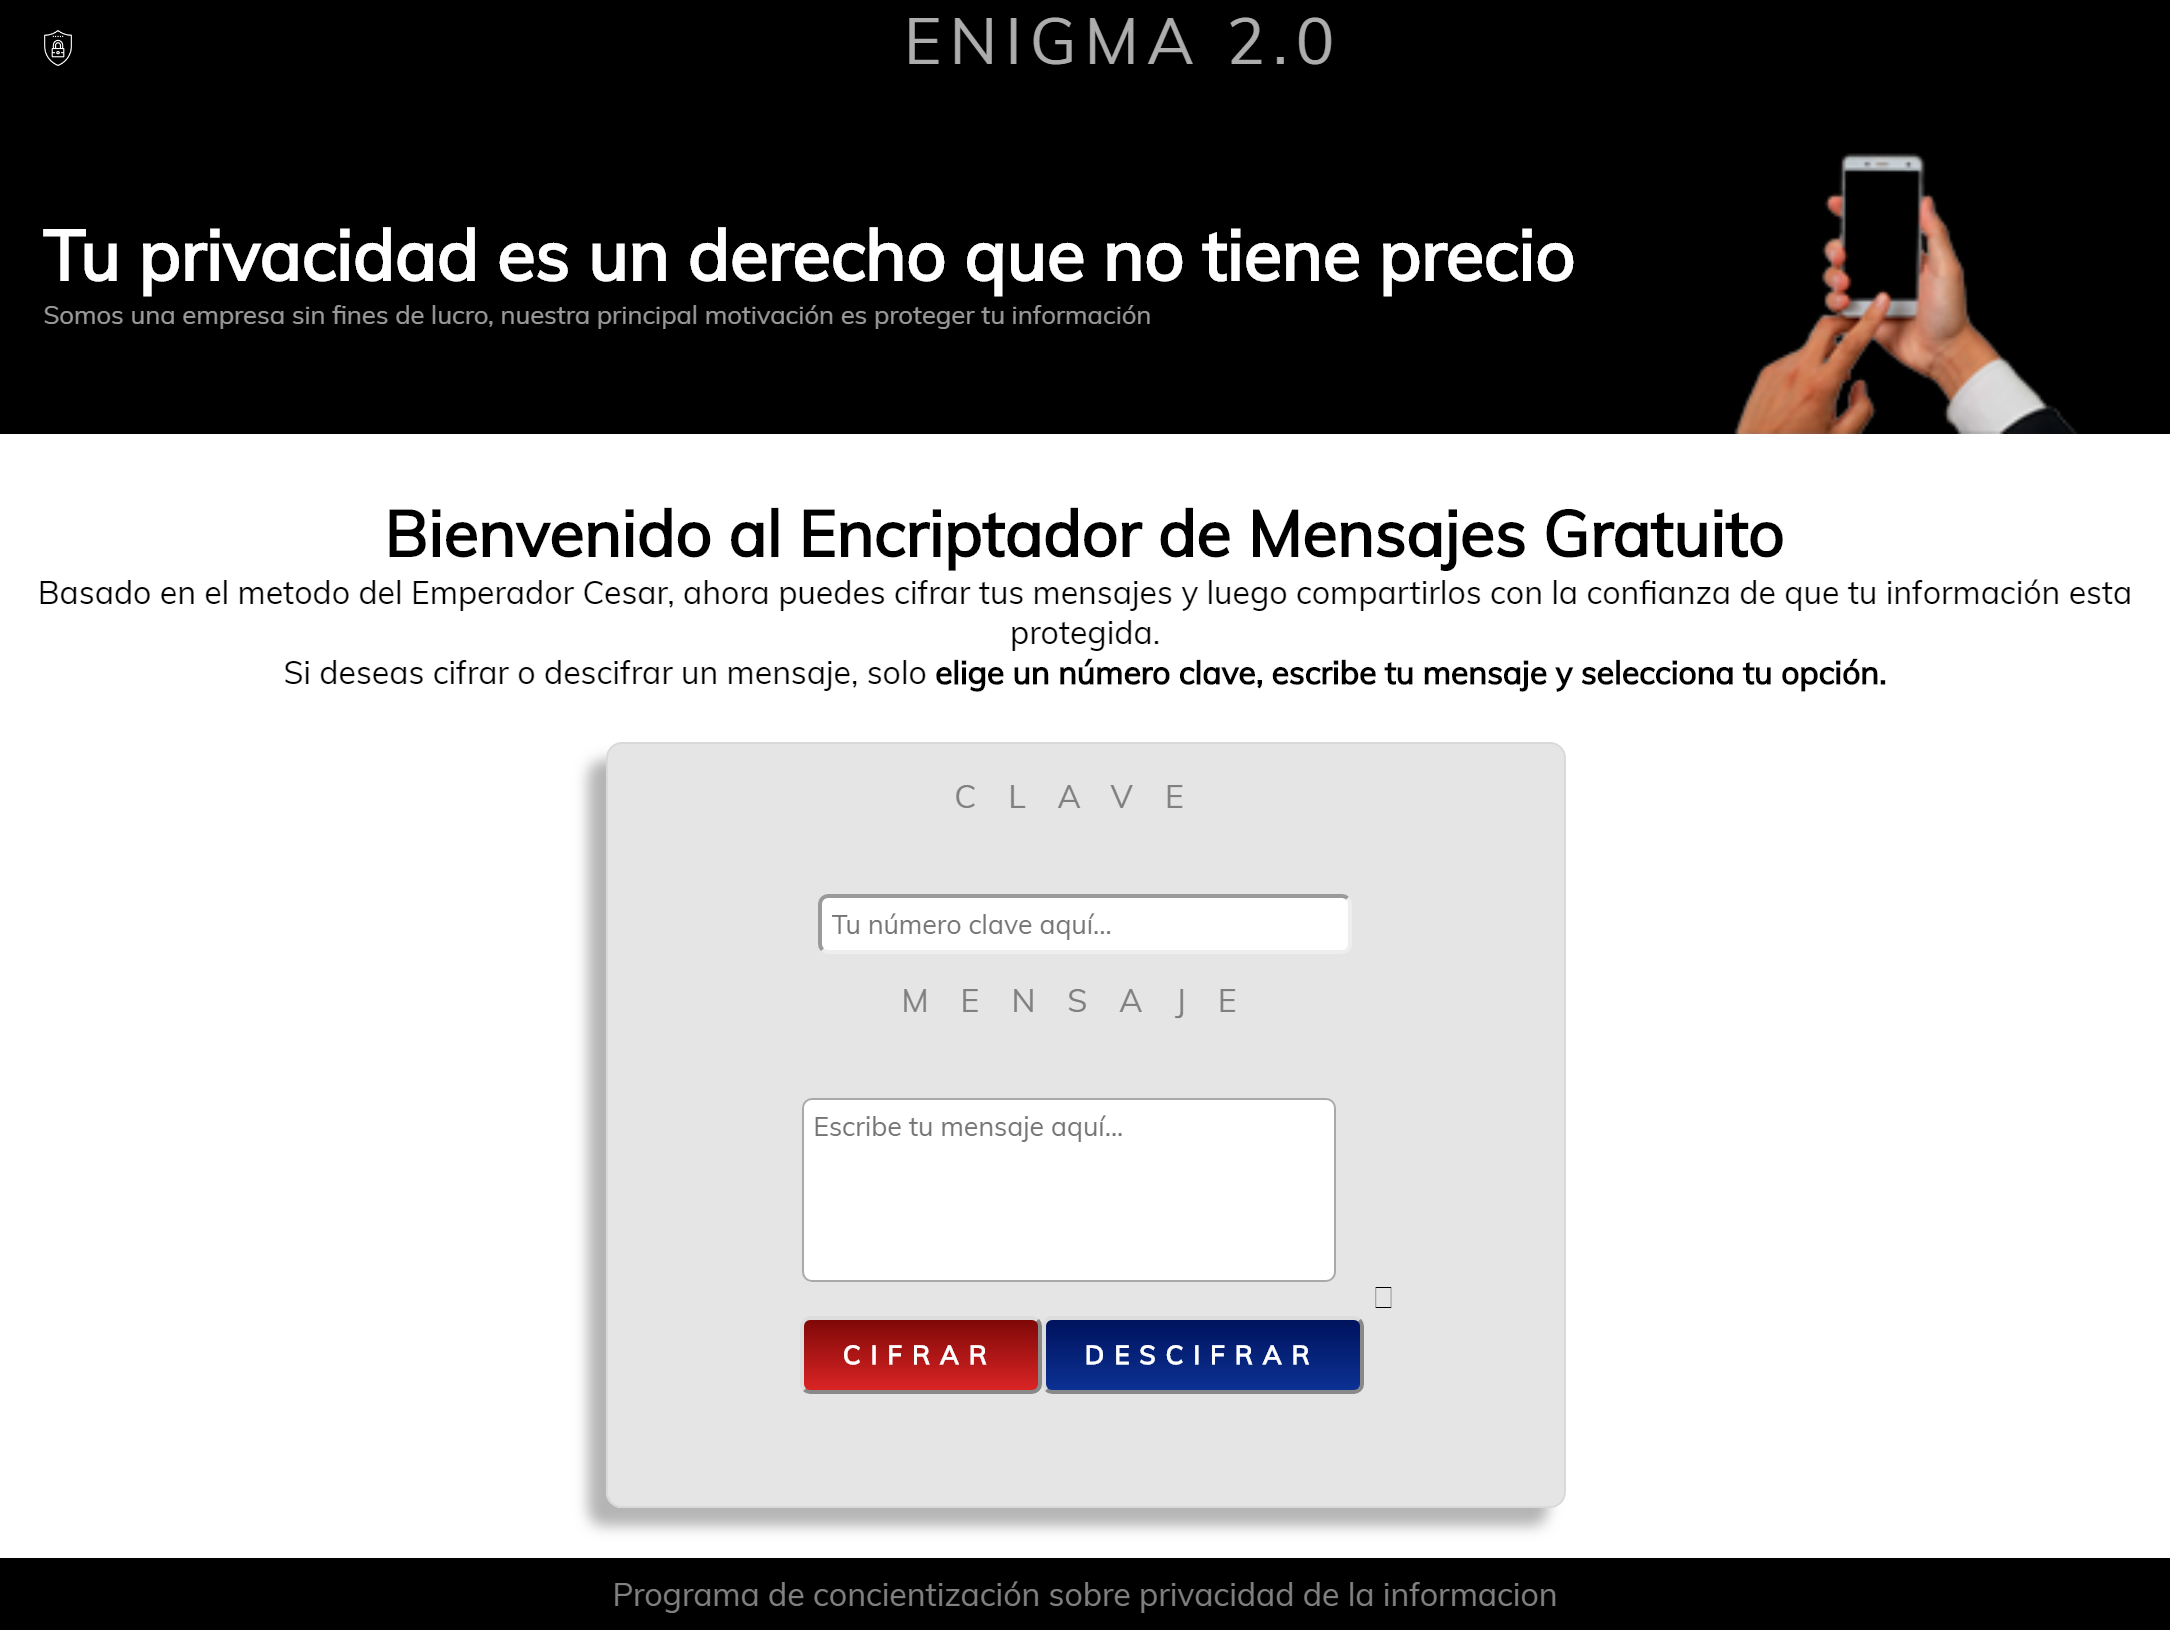 ENIGMA 2.0
Tu privacidad es un derecho que no tiene precio
Somos una empresa sin fines de lucro, nuestra principal motivación es proteger tu información
Bienvenido al Encriptador de Mensajes Gratuito
Basado en el metodo del Emperador Cesar, ahora puedes cifrar tus mensajes y luego compartirlos con la confianza de que tu información esta
protegida.
Si deseas cifrar o descifrar un mensaje, solo elige un número clave, escribe tu mensaje y selecciona tu opción.
CLAVE
Tu número clave aquí...
MENSAJE
Escribe tu mensaje aquí...
CIFRAR DESCIFRAR
Programa de concientización sobre privacidad de la informacion